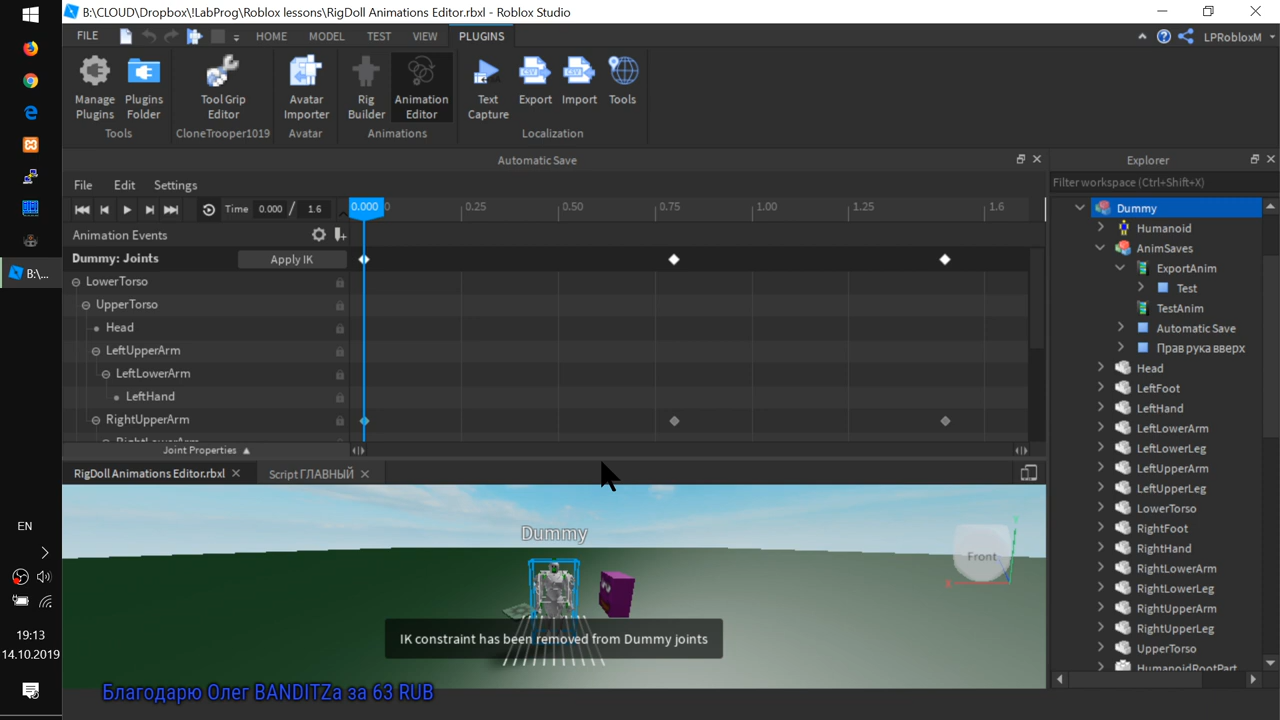 B:\CLOUD\Dropbox\!LabProg\Roblox lessons\RigDoll Animations Editor.rbxl - Roblox Studio
FILE HOME MODEL TEST VIEW PLUGINS LPRobloxM
Manage Plugins
Plugins Folder
Tool Grip Editor
Avatar Importer
Rig Builder
Animation Editor
Text Capture
Export
Import
Tools
Tools CloneTrooper1019 Avatar Animations Localization
Automatic Save
File Edit Settings
Time 0.000 / 1.6
0.000 0.25 0.50 0.75 1.00 1.25 1.6
Animation Events
Dummy: Joints Apply IK
LowerTorso
UpperTorso
Head
LeftUpperArm
LeftLowerArm
LeftHand
RightUpperArm
RightLowerArm
Joint Properties
RigDoll Animations Editor.rbxl
Script ГЛАВНЫЙ
Dummy
Front
IK constraint has been removed from Dummy joints
Благодарю Олег BANDITZа за 63 RUB
Explorer
Filter workspace (Ctrl+Shift+X)
Dummy
Humanoid
AnimSaves
ExportAnim
Test
TestAnim
Automatic Save
Прав рука вверх
Head
LeftFoot
LeftHand
LeftLowerArm
LeftLowerLeg
LeftUpperArm
LeftUpperLeg
LowerTorso
RightFoot
RightHand
RightLowerArm
RightLowerLeg
RightUpperArm
RightUpperLeg
UpperTorso
HumanoidRootPart
B:\...
EN
19:13
14.10.2019